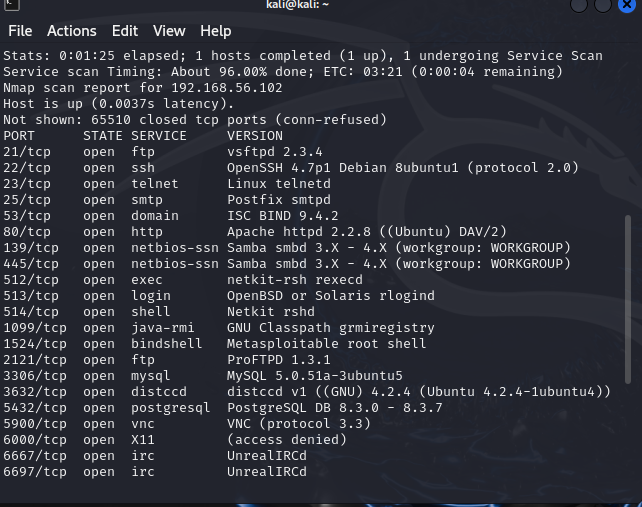 kali@kali: ~
File Actions Edit View Help
Stats: 0:01:25 elapsed; 1 hosts completed (1 up), 1 undergoing Service Scan
Service scan Timing: About 96.00% done; ETC: 03:21 (0:00:04 remaining)
Nmap scan report for 192.168.56.102
Host is up (0.0037s latency).
Not shown: 65510 closed tcp ports (conn-refused)
PORT     STATE SERVICE     VERSION
21/tcp   open  ftp         vsftpd 2.3.4
22/tcp   open  ssh         OpenSSH 4.7p1 Debian 8ubuntu1 (protocol 2.0)
23/tcp   open  telnet      Linux telnetd
25/tcp   open  smtp        Postfix smtpd
53/tcp   open  domain      ISC BIND 9.4.2
80/tcp   open  http        Apache httpd 2.2.8 ((Ubuntu) DAV/2)
139/tcp  open  netbios-ssn Samba smbd 3.X - 4.X (workgroup: WORKGROUP)
445/tcp  open  netbios-ssn Samba smbd 3.X - 4.X (workgroup: WORKGROUP)
512/tcp  open  exec        netkit-rsh rexecd
513/tcp  open  login       OpenBSD or Solaris rlogind
514/tcp  open  shell       Netkit rshd
1099/tcp open  java-rmi    GNU Classpath grmiregistry
1524/tcp open  bindshell   Metasploitable root shell
2121/tcp open  ftp         ProFTPD 1.3.1
3306/tcp open  mysql       MySQL 5.0.51a-3ubuntu5
3632/tcp open  distccd     distccd v1 ((GNU) 4.2.4 (Ubuntu 4.2.4-1ubuntu4))
5432/tcp open  postgresql  PostgreSQL DB 8.3.0 - 8.3.7
5900/tcp open  vnc         VNC (protocol 3.3)
6000/tcp open  X11         (access denied)
6667/tcp open  irc         UnrealIRCd
6697/tcp open  irc         UnrealIRCd